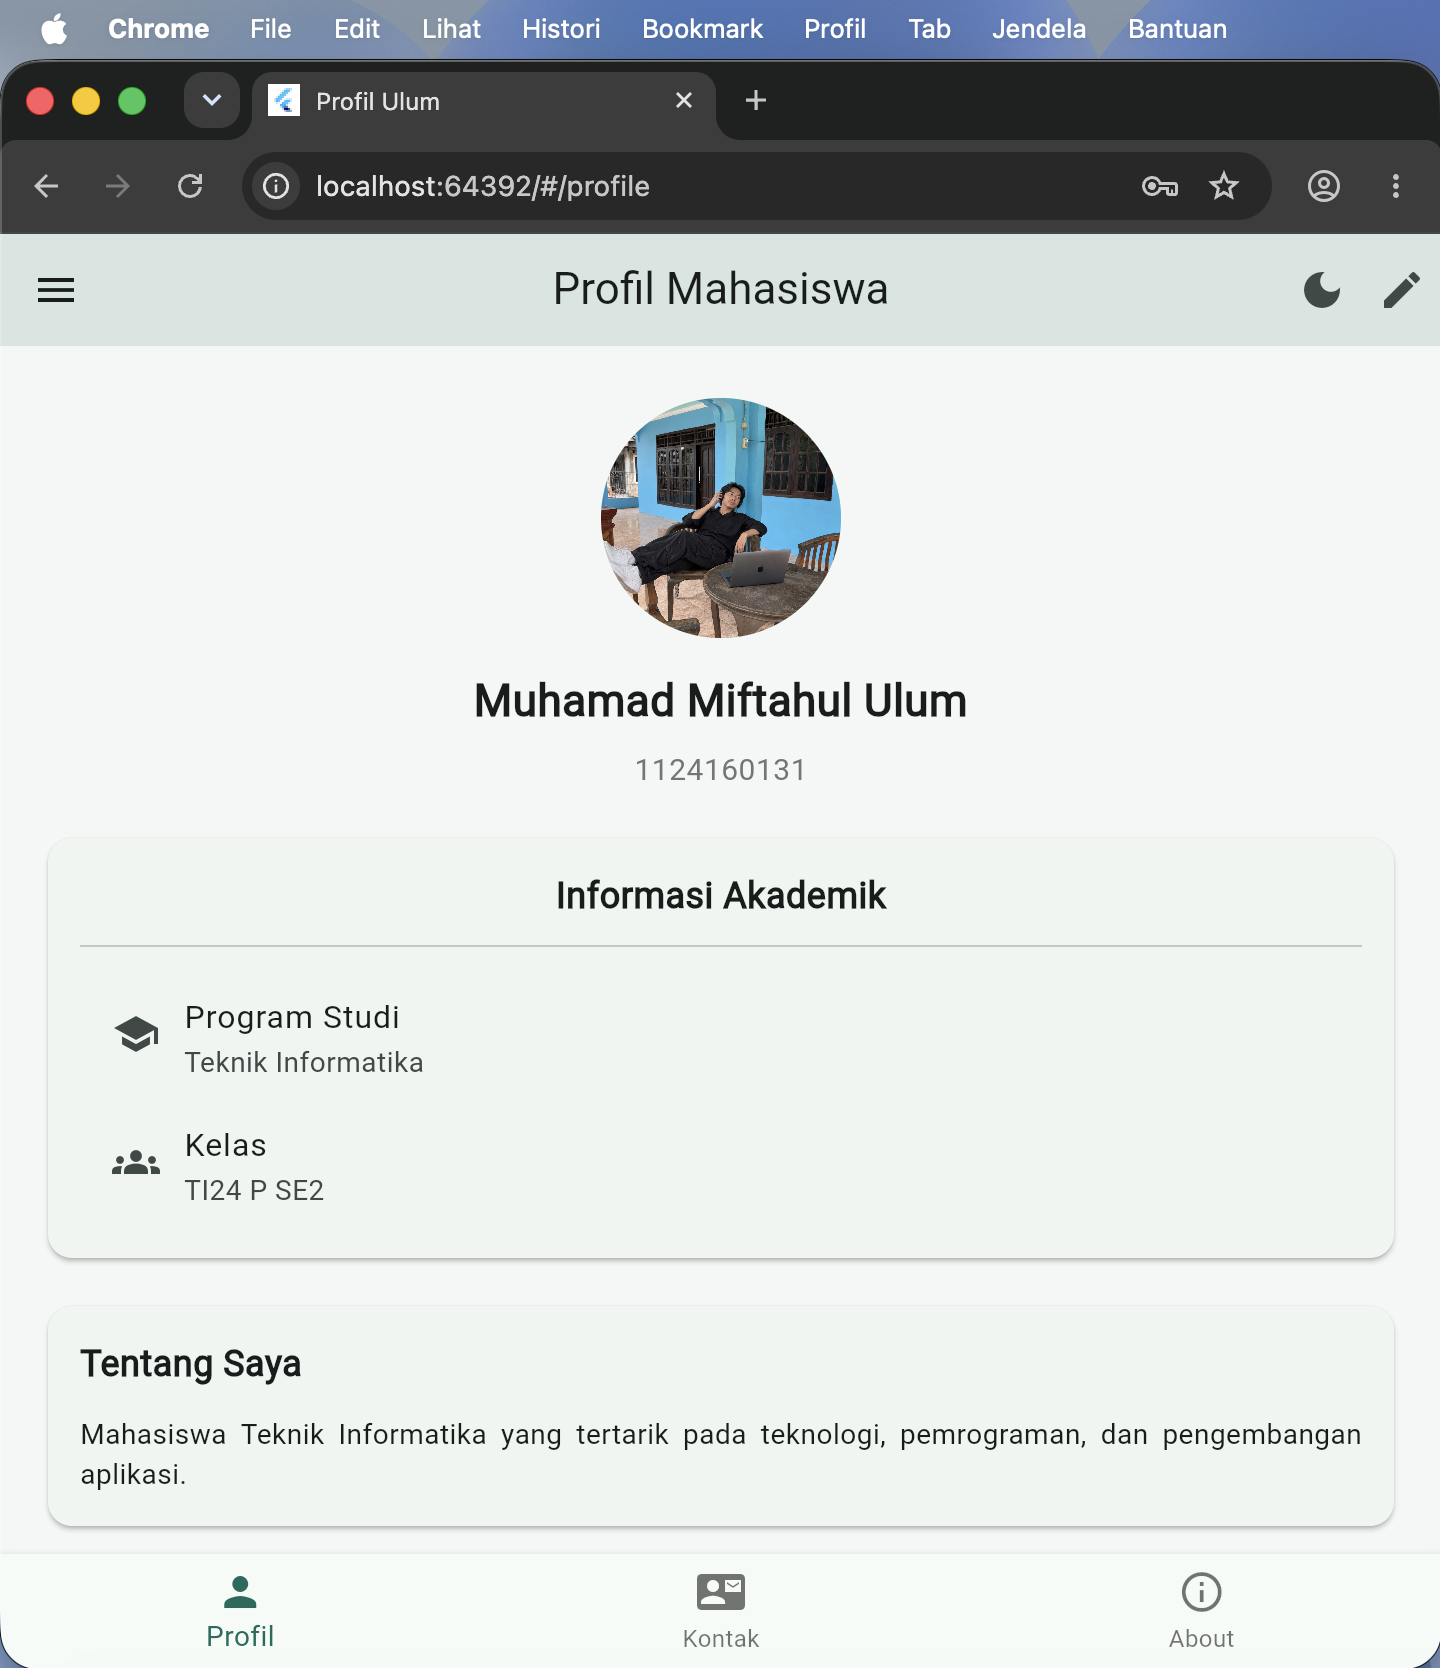 Chrome File Edit Lihat Histori Bookmark Profil Tab Jendela Bantuan
Profil Ulum
localhost:64392/#/profile
Profil Mahasiswa
Muhamad Miftahul Ulum
1124160131
Informasi Akademik
Program Studi
Teknik Informatika
Kelas
TI24 P SE2
Tentang Saya
Mahasiswa Teknik Informatika yang tertarik pada teknologi, pemrograman, dan pengembangan
aplikasi.
Profil Kontak About